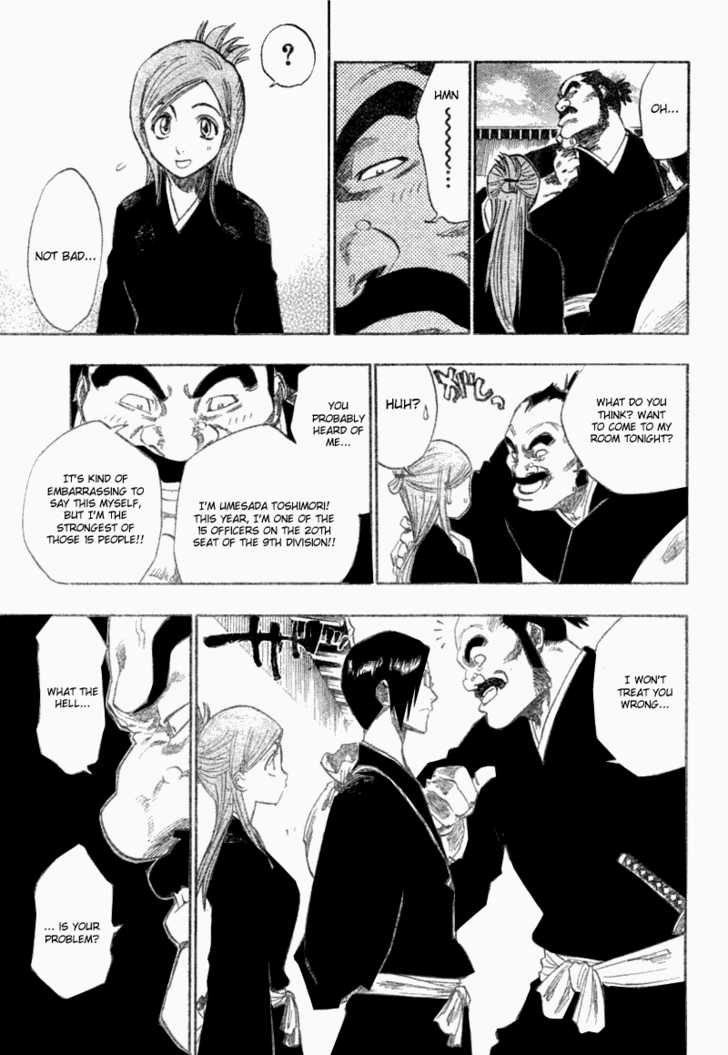 OH...
HMN
?
NOT BAD...
WHAT DO YOU
THINK? WANT
TO COME TO MY
ROOM TONIGHT?
HUH?
YOU
PROBABLY
HEARD OF
ME...
I'M UMESADA TOSHIMORI!
THIS YEAR, I'M ONE OF THE
15 OFFICERS ON THE 20TH
SEAT OF THE 9TH DIVISION!!
IT'S KIND OF
EMBARRASSING TO
SAY THIS MYSELF,
BUT I'M THE
STRONGEST OF
THOSE 15 PEOPLE!!
I WON'T
TREAT YOU
WRONG...
WHAT THE
HELL...
... IS YOUR
PROBLEM?